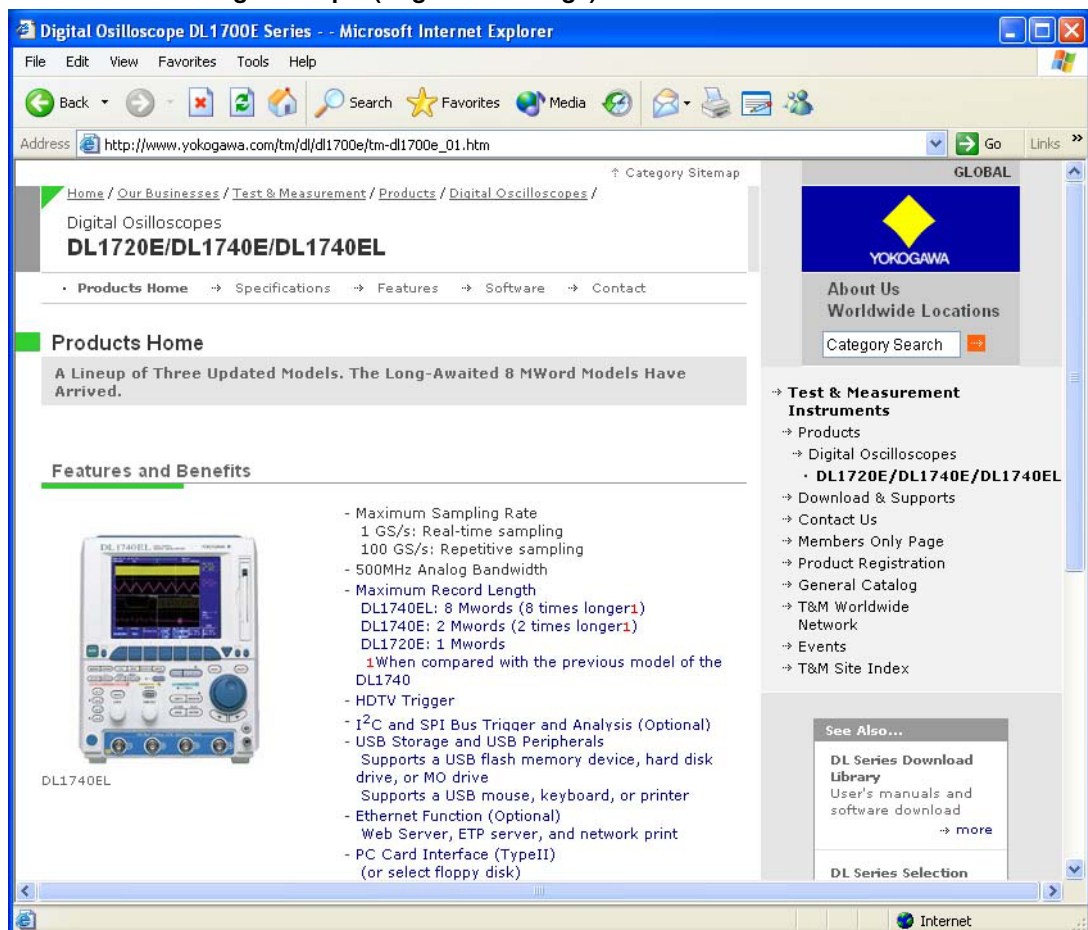 Digital Osilloscope DL1700E Series - - Microsoft Internet Explorer
File Edit View Favorites Tools Help
Back Search Favorites Media
Address http://www.yokogawa.com/tm/dl/dl1700e/tm-dl1700e_01.htm Go Links »
↑ Category Sitemap
Home / Our Businesses / Test & Measurement / Products / Digital Oscilloscopes /
Digital Osilloscopes
DL1720E/DL1740E/DL1740EL
· Products Home Specifications Features Software Contact
Products Home
A Lineup of Three Updated Models. The Long-Awaited 8 MWord Models Have
Arrived.
Features and Benefits
DL1740EL
YOKOGAWA
DL1740EL
- Maximum Sampling Rate
1 GS/s: Real-time sampling
100 GS/s: Repetitive sampling
- 500MHz Analog Bandwidth
- Maximum Record Length
DL1740EL: 8 Mwords (8 times longer1)
DL1740E: 2 Mwords (2 times longer1)
DL1720E: 1 Mwords
1When compared with the previous model of the
DL1740
- HDTV Trigger
- I2C and SPI Bus Trigger and Analysis (Optional)
- USB Storage and USB Peripherals
Supports a USB flash memory device, hard disk
drive, or MO drive
Supports a USB mouse, keyboard, or printer
- Ethernet Function (Optional)
Web Server, FTP server, and network print
- PC Card Interface (TypeII)
(or select floppy disk)
GLOBAL
YOKOGAWA
About Us
Worldwide Locations
Category Search
Test & Measurement
Instruments
Products
Digital Oscilloscopes
· DL1720E/DL1740E/DL1740EL
Download & Supports
Contact Us
Members Only Page
Product Registration
General Catalog
T&M Worldwide
Network
Events
T&M Site Index
See Also...
DL Series Download
Library
User's manuals and
software download
more
DL Series Selection
Internet